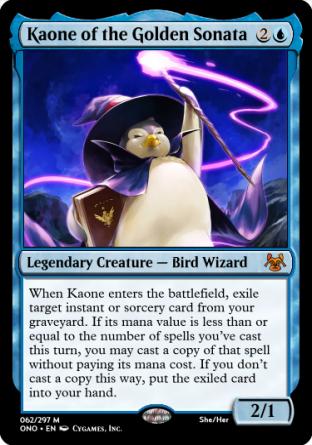 Kaone of the Golden Sonata 2
Legendary Creature — Bird Wizard
When Kaone enters the battlefield, exile
target instant or sorcery card from your
graveyard. If its mana value is less than or
equal to the number of spells you've cast
this turn, you may cast a copy of that spell
without paying its mana cost. If you don't
cast a copy this way, put the exiled card
into your hand.
2/1
062/297 M She/Her
ONO • EN Cygames, Inc.